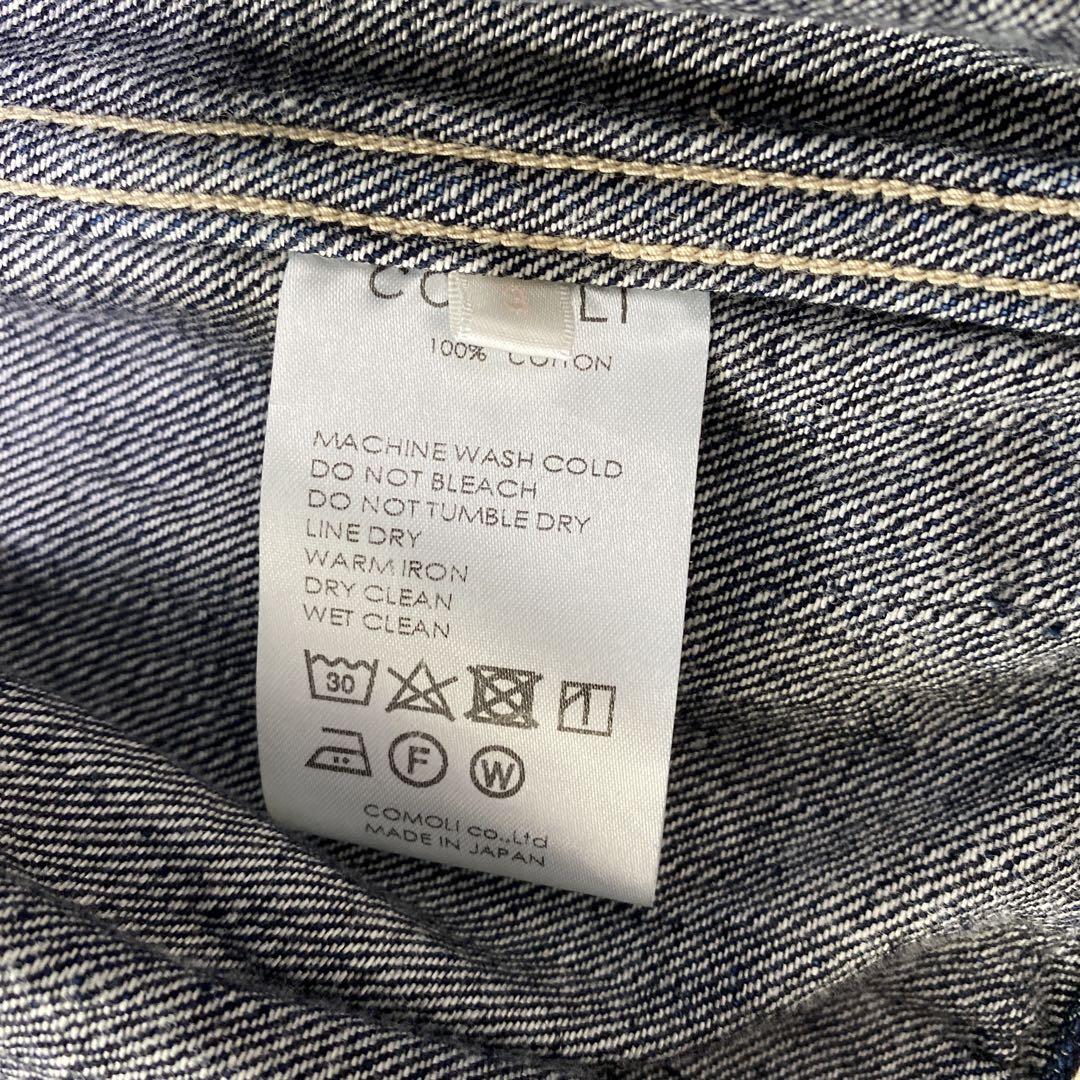 100% COTTON
MACHINE WASH COLD
DO NOT BLEACH
DO NOT TUMBLE DRY
LINE DRY
WARM IRON
DRY CLEAN
WET CLEAN
30
F W
COMOLI co.,Ltd
MADE IN JAPAN